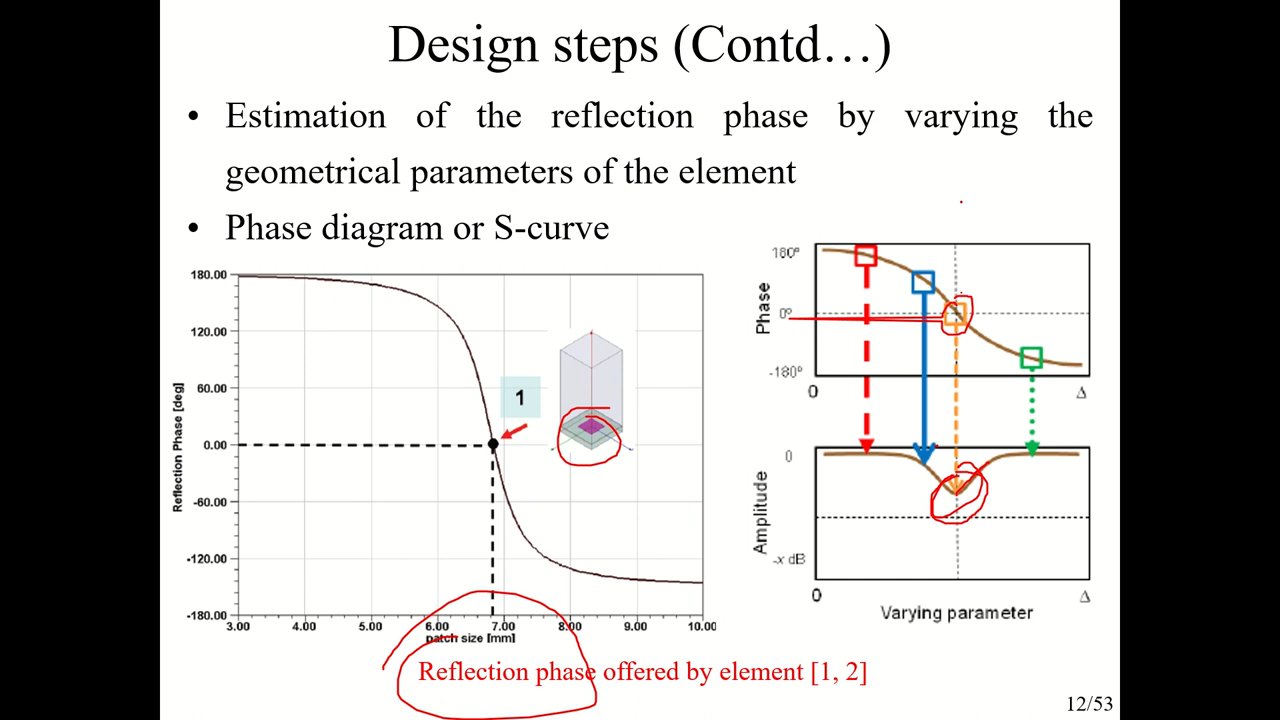 Design steps (Contd…)
• Estimation of the reflection phase by varying the
geometrical parameters of the element
• Phase diagram or S-curve
Reflection Phase [deg]
180.00
120.00
60.00
0.00
-60.00
-120.00
-180.00
1
3.00 4.00 5.00 6.00 7.00 8.00 9.00 10.00
patch size [mm]
Phase
180º
0º
-180º
0 Δ
Amplitude
0
-x dB
0 Δ
Varying parameter
Reflection phase offered by element [1, 2]
12/53